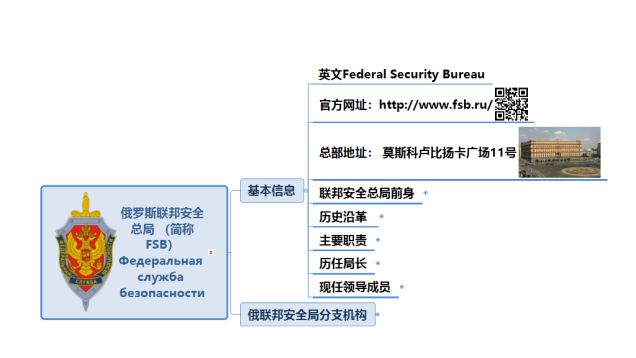 英文Federal Security Bureau
官方网址：http://www.fsb.ru/
总部地址： 莫斯科卢比扬卡广场11号
基本信息
联邦安全总局前身
历史沿革
主要职责
历任局长
现任领导成员
俄罗斯联邦安全
总局 （简称
FSB）
Федеральная
служба
безопасности
俄联邦安全局分支机构